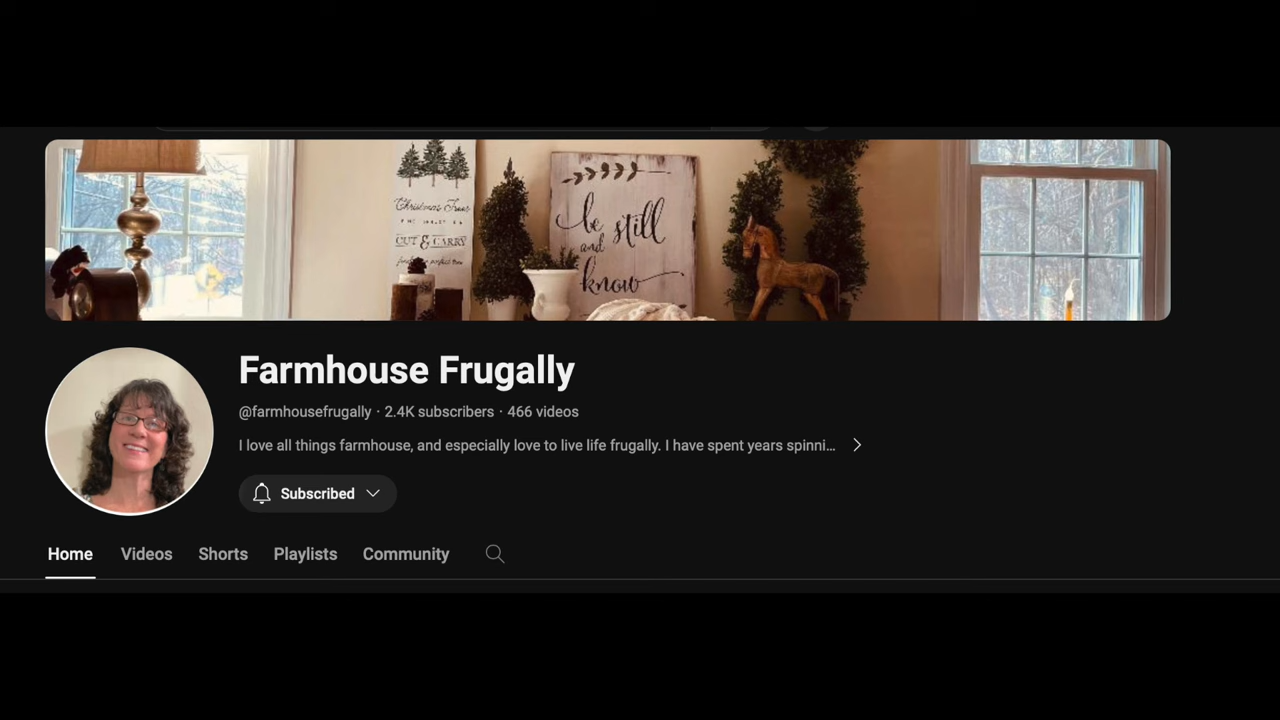 Christmas Trees
CUT & CARRY
be still
and
know
Farmhouse Frugally
@farmhousefrugally · 2.4K subscribers · 466 videos
I love all things farmhouse, and especially love to live life frugally. I have spent years spinni...
Subscribed
Home Videos Shorts Playlists Community